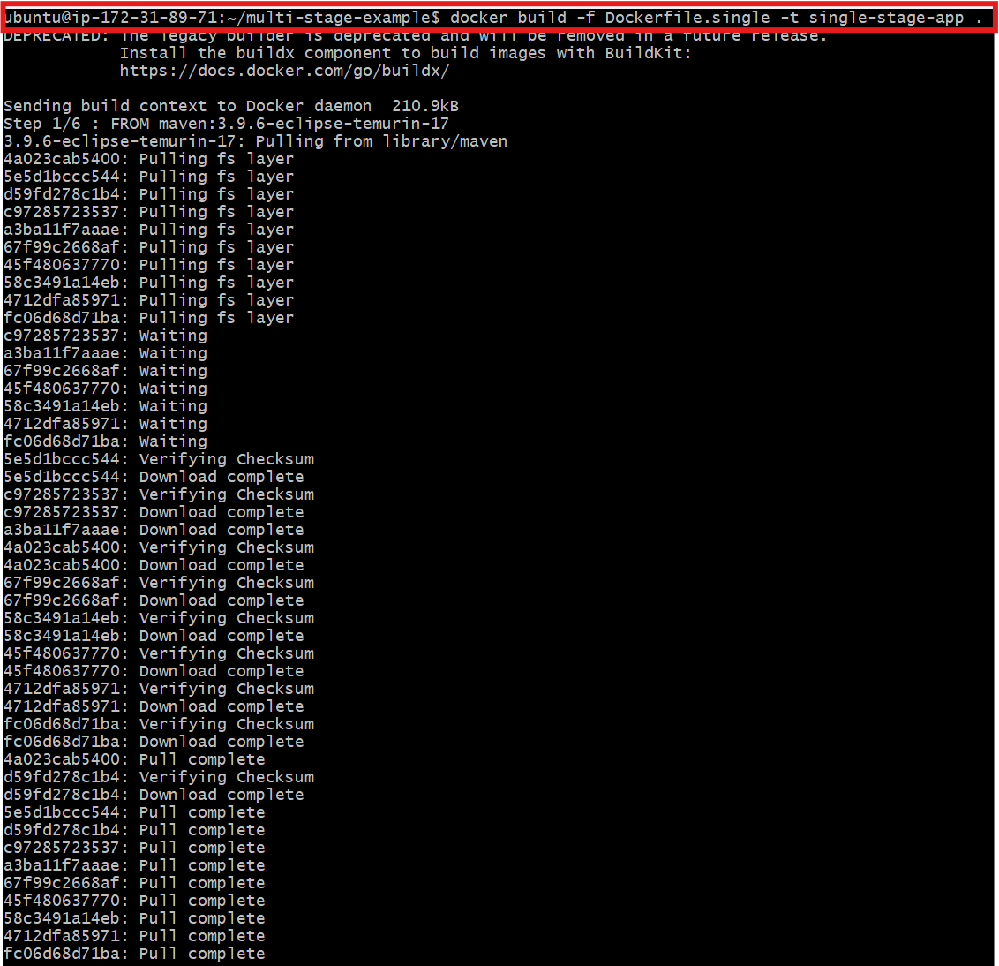 ubuntu@ip-172-31-89-71:~/multi-stage-example$ docker build -f Dockerfile.single -t single-stage-app .
DEPRECATED: The legacy builder is deprecated and will be removed in a future release.
            Install the buildx component to build images with BuildKit:
            https://docs.docker.com/go/buildx/

Sending build context to Docker daemon  210.9kB
Step 1/6 : FROM maven:3.9.6-eclipse-temurin-17
3.9.6-eclipse-temurin-17: Pulling from library/maven
4a023cab5400: Pulling fs layer
5e5d1bccc544: Pulling fs layer
d59fd278c1b4: Pulling fs layer
c97285723537: Pulling fs layer
a3ba11f7aaae: Pulling fs layer
67f99c2668af: Pulling fs layer
45f480637770: Pulling fs layer
58c3491a14eb: Pulling fs layer
4712dfa85971: Pulling fs layer
fc06d68d71ba: Pulling fs layer
c97285723537: Waiting
a3ba11f7aaae: Waiting
67f99c2668af: Waiting
45f480637770: Waiting
58c3491a14eb: Waiting
4712dfa85971: Waiting
fc06d68d71ba: Waiting
5e5d1bccc544: Verifying Checksum
5e5d1bccc544: Download complete
c97285723537: Verifying Checksum
c97285723537: Download complete
a3ba11f7aaae: Download complete
4a023cab5400: Verifying Checksum
4a023cab5400: Download complete
67f99c2668af: Verifying Checksum
67f99c2668af: Download complete
58c3491a14eb: Verifying Checksum
58c3491a14eb: Download complete
45f480637770: Verifying Checksum
45f480637770: Download complete
4712dfa85971: Verifying Checksum
4712dfa85971: Download complete
fc06d68d71ba: Verifying Checksum
fc06d68d71ba: Download complete
4a023cab5400: Pull complete
d59fd278c1b4: Verifying Checksum
d59fd278c1b4: Download complete
5e5d1bccc544: Pull complete
d59fd278c1b4: Pull complete
c97285723537: Pull complete
a3ba11f7aaae: Pull complete
67f99c2668af: Pull complete
45f480637770: Pull complete
58c3491a14eb: Pull complete
4712dfa85971: Pull complete
fc06d68d71ba: Pull complete